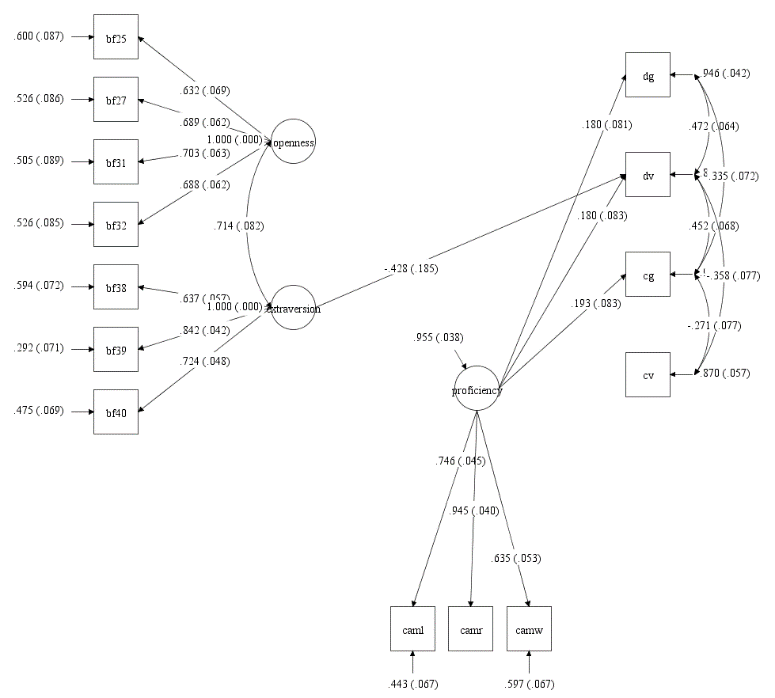 .600 (.087)
bf25
.526 (.086)
bf27
.505 (.089)
bf31
.526 (.085)
bf32
.594 (.072)
bf38
.292 (.071)
bf39
.475 (.069)
bf40
.632 (.069)
.689 (.062)
1.000 (.000)
openness
.703 (.063)
.688 (.062)
.714 (.082)
.637 (.057)
1.000 (.000)
extraversion
.842 (.042)
.724 (.048)
-.428 (.185)
.955 (.038)
proficiency
.180 (.081)
.180 (.083)
.193 (.083)
dg
.946 (.042)
.472 (.064)
dv
.335 (.072)
.452 (.068)
cg
-.358 (.077)
-.271 (.077)
cv
.870 (.057)
.746 (.045)
.945 (.040)
.635 (.053)
caml
camr
camw
.443 (.067)
.597 (.067)